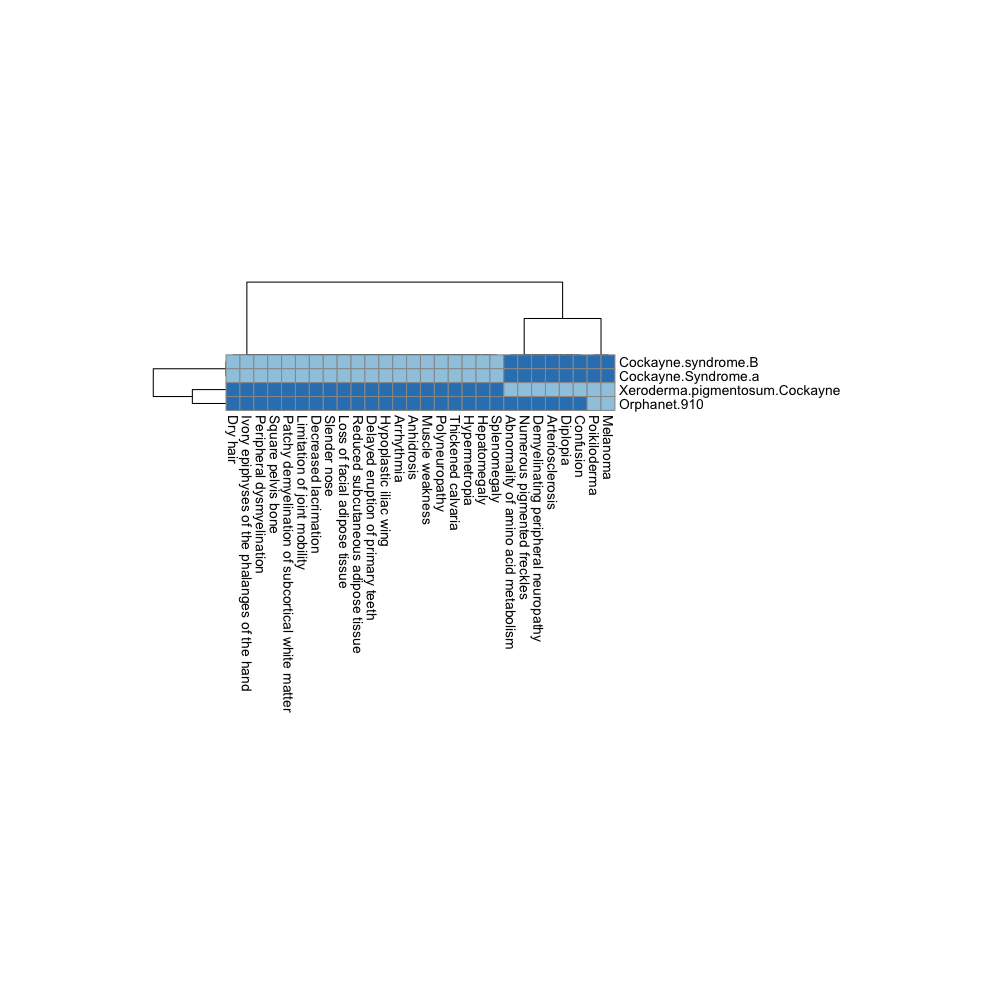 Cockayne.syndrome.B
Cockayne.Syndrome.a
Xeroderma.pigmentosum.Cockayne
Orphanet.910
Dry hair
Ivory epiphyses of the phalanges of the hand
Peripheral dysmyelination
Square pelvis bone
Patchy demyelination of subcortical white matter
Limitation of joint mobility
Decreased lacrimation
Slender nose
Loss of facial adipose tissue
Reduced subcutaneous adipose tissue
Delayed eruption of primary teeth
Hypoplastic iliac wing
Arrhythmia
Anhidrosis
Muscle weakness
Polyneuropathy
Thickened calvaria
Hypermetropia
Hepatomegaly
Splenomegaly
Abnormality of amino acid metabolism
Numerous pigmented freckles
Demyelinating peripheral neuropathy
Arteriosclerosis
Diplopia
Confusion
Poikiloderma
Melanoma